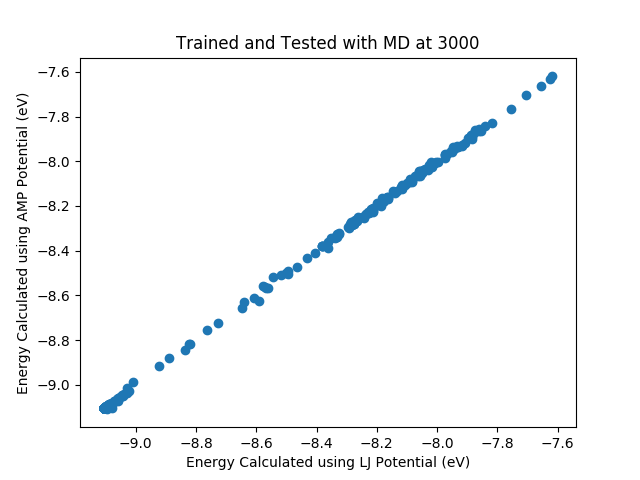 Trained and Tested with MD at 3000
Energy Calculated using AMP Potential (eV)
−7.6
−7.8
−8.0
−8.2
−8.4
−8.6
−8.8
−9.0
−9.0 −8.8 −8.6 −8.4 −8.2 −8.0 −7.8 −7.6
Energy Calculated using LJ Potential (eV)